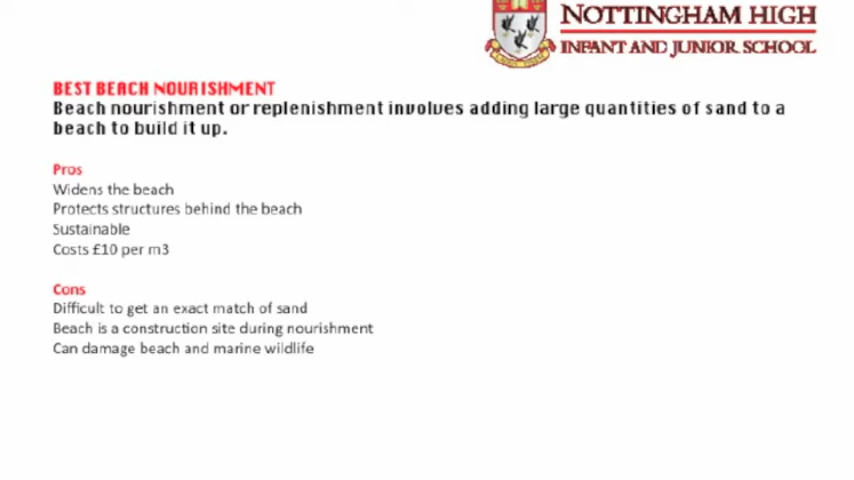 NOTTINGHAM HIGH
INFANT AND JUNIOR SCHOOL
BEST BEACH NOURISHMENT
Beach nourishment or replenishment involves adding large quantities of sand to a
beach to build it up.
Pros
Widens the beach
Protects structures behind the beach
Sustainable
Costs £10 per m3
Cons
Difficult to get an exact match of sand
Beach is a construction site during nourishment
Can damage beach and marine wildlife